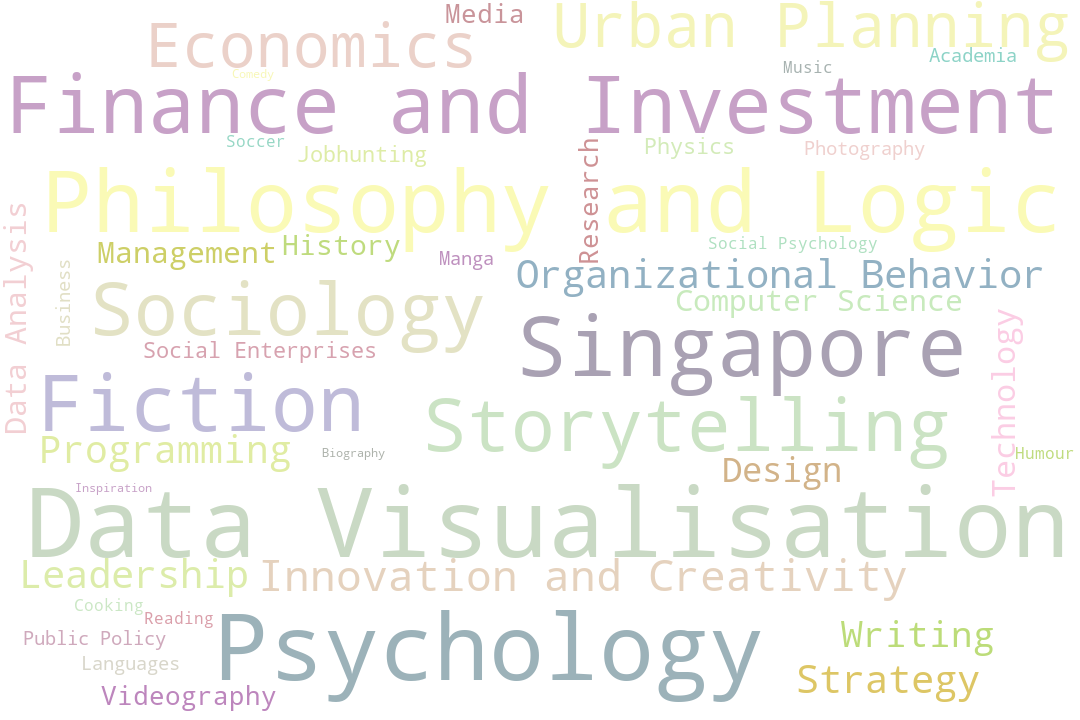 Media
Urban Planning
Economics
Academia
Music
Comedy
Finance and Investment
Soccer
Jobhunting
Research
Physics
Photography
Philosophy and Logic
Data Analysis
Management
History
Manga
Social Psychology
Business
Organizational Behavior
Sociology
Computer Science
Social Enterprises
Singapore
Technology
Fiction
Storytelling
Programming
Biography
Humour
Design
Inspiration
Data Visualisation
Leadership
Innovation and Creativity
Cooking
Reading
Psychology
Public Policy
Writing
Languages
Strategy
Videography